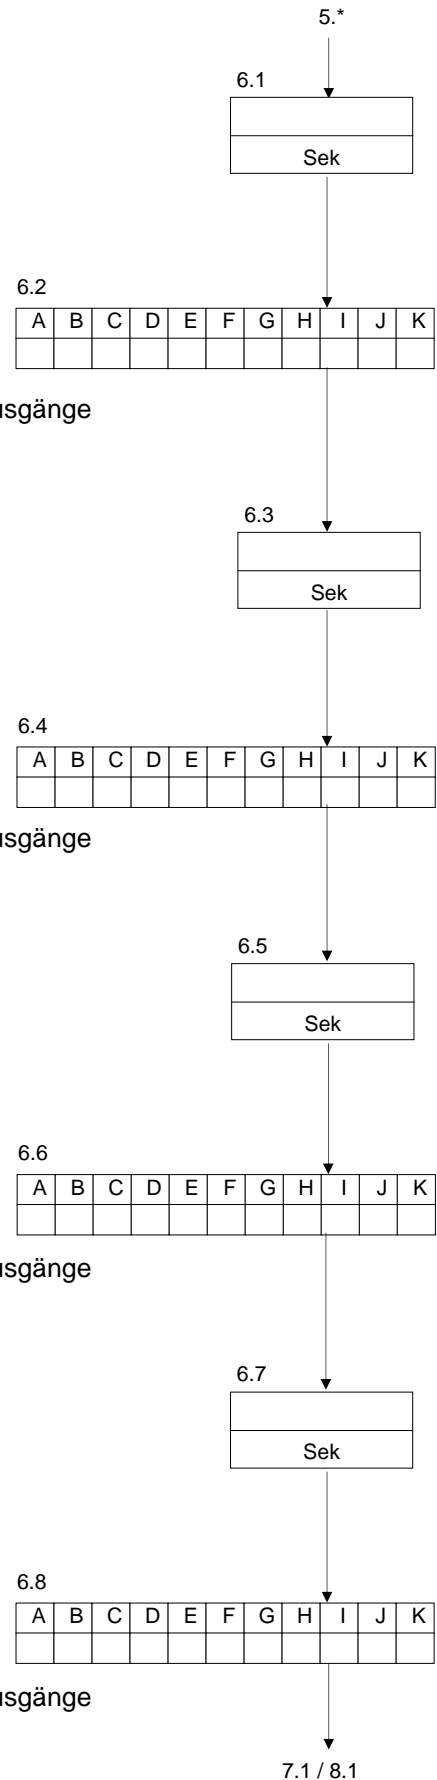 5.*
6.1
Sek
6.2
A B C D E F G H I J K
usgänge
6.3
Sek
6.4
A B C D E F G H I J K
usgänge
6.5
Sek
6.6
A B C D E F G H I J K
usgänge
6.7
Sek
6.8
A B C D E F G H I J K
usgänge
7.1 / 8.1